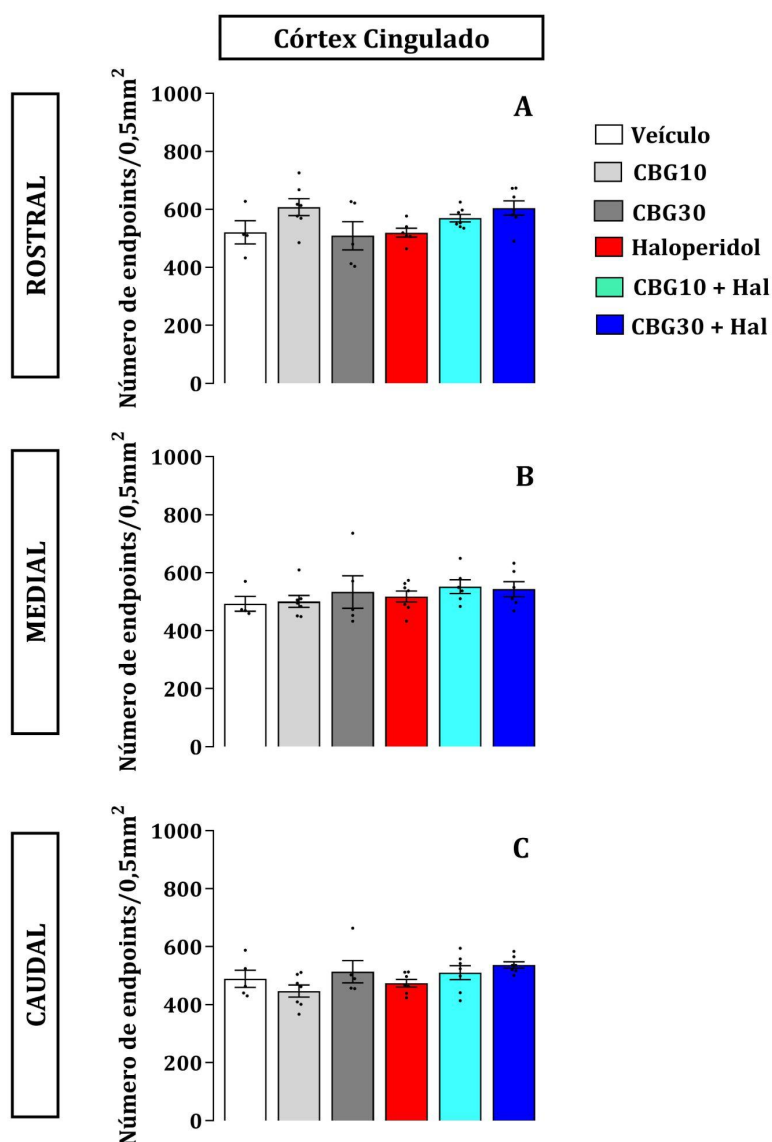 Córtex Cingulado
ROSTRAL
Número de endpoints/0,5mm²
1000
800
600
400
200
0
A
Veículo
CBG10
CBG30
Haloperidol
CBG10 + Hal
CBG30 + Hal
MEDIAL
Número de endpoints/0,5mm²
1000
800
600
400
200
0
B
CAUDAL
Número de endpoints/0,5mm²
1000
800
600
400
200
0
C